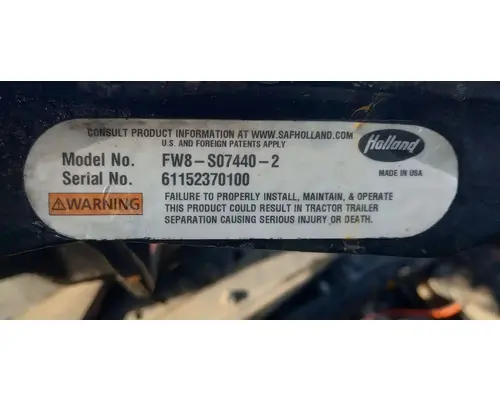 CONSULT PRODUCT INFORMATION AT WWW.SAFHOLLAND.COM
U.S. AND FOREIGN PATENTS APPLY
Holland
Model No. FW8-S07440-2
Serial No. 61152370100
MADE IN USA
⚠WARNING
FAILURE TO PROPERLY INSTALL, MAINTAIN, & OPERATE
THIS PRODUCT COULD RESULT IN TRACTOR TRAILER
SEPARATION CAUSING SERIOUS INJURY OR DEATH.